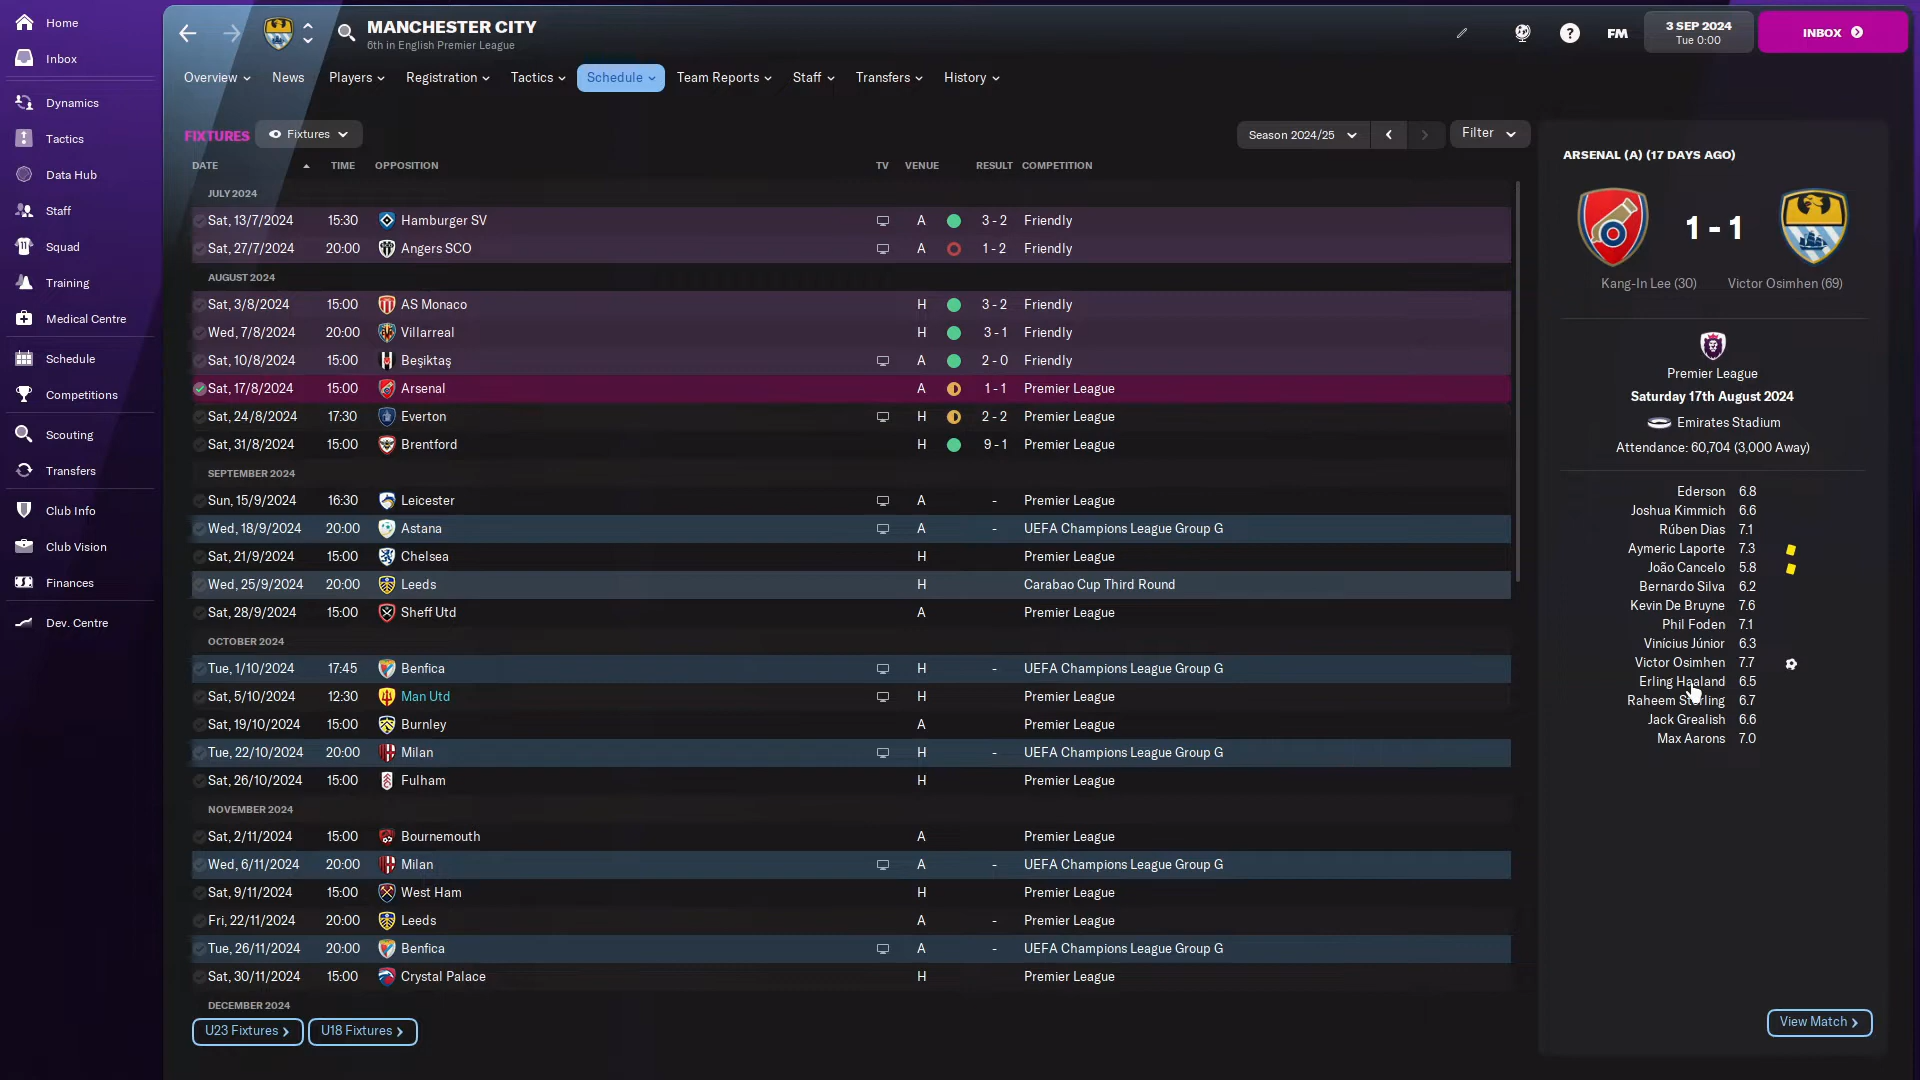 Home
Inbox
Dynamics
Tactics
Data Hub
Staff
Squad
Training
Medical Centre
Schedule
Competitions
Scouting
Transfers
Club Info
Club Vision
Finances
Dev. Centre
MANCHESTER CITY
6th in English Premier League
FM
3 SEP 2024
Tue 0:00
INBOX
Overview News Players Registration Tactics Schedule Team Reports Staff Transfers History
FIXTURES Fixtures Season 2024/25 Filter
DATE TIME OPPOSITION TV VENUE RESULT COMPETITION
JULY 2024
Sat, 13/7/2024 15:30 Hamburger SV A 3 - 2 Friendly
Sat, 27/7/2024 20:00 Angers SCO A 1 - 2 Friendly
AUGUST 2024
Sat, 3/8/2024 15:00 AS Monaco H 3 - 2 Friendly
Wed, 7/8/2024 20:00 Villarreal H 3 - 1 Friendly
Sat, 10/8/2024 15:00 Beşiktaş A 2 - 0 Friendly
Sat, 17/8/2024 15:00 Arsenal A 1 - 1 Premier League
Sat, 24/8/2024 17:30 Everton H 2 - 2 Premier League
Sat, 31/8/2024 15:00 Brentford H 9 - 1 Premier League
SEPTEMBER 2024
Sun, 15/9/2024 16:30 Leicester A - Premier League
Wed, 18/9/2024 20:00 Astana A - UEFA Champions League Group G
Sat, 21/9/2024 15:00 Chelsea H Premier League
Wed, 25/9/2024 20:00 Leeds H Carabao Cup Third Round
Sat, 28/9/2024 15:00 Sheff Utd A Premier League
OCTOBER 2024
Tue, 1/10/2024 17:45 Benfica H - UEFA Champions League Group G
Sat, 5/10/2024 12:30 Man Utd H - Premier League
Sat, 19/10/2024 15:00 Burnley A Premier League
Tue, 22/10/2024 20:00 Milan H - UEFA Champions League Group G
Sat, 26/10/2024 15:00 Fulham H Premier League
NOVEMBER 2024
Sat, 2/11/2024 15:00 Bournemouth A Premier League
Wed, 6/11/2024 20:00 Milan A - UEFA Champions League Group G
Sat, 9/11/2024 15:00 West Ham H Premier League
Fri, 22/11/2024 20:00 Leeds A - Premier League
Tue, 26/11/2024 20:00 Benfica A - UEFA Champions League Group G
Sat, 30/11/2024 15:00 Crystal Palace H Premier League
DECEMBER 2024
U23 Fixtures U18 Fixtures
ARSENAL (A) (17 DAYS AGO)
1 - 1
Kang-In Lee (30) Victor Osimhen (69)
Premier League
Saturday 17th August 2024
Emirates Stadium
Attendance: 60,704 (3,000 Away)
Ederson 6.8
Joshua Kimmich 6.6
Rúben Dias 7.1
Aymeric Laporte 7.3
João Cancelo 5.8
Bernardo Silva 6.2
Kevin De Bruyne 7.6
Phil Foden 7.1
Vinícius Júnior 6.3
Victor Osimhen 7.7
Erling Haaland 6.5
Raheem Sterling 6.7
Jack Grealish 6.6
Max Aarons 7.0
View Match